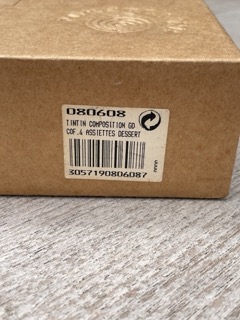 080608
TINTIN COMPOSITION GD
COF.4 ASSIETTES DESSERT
3057190806087